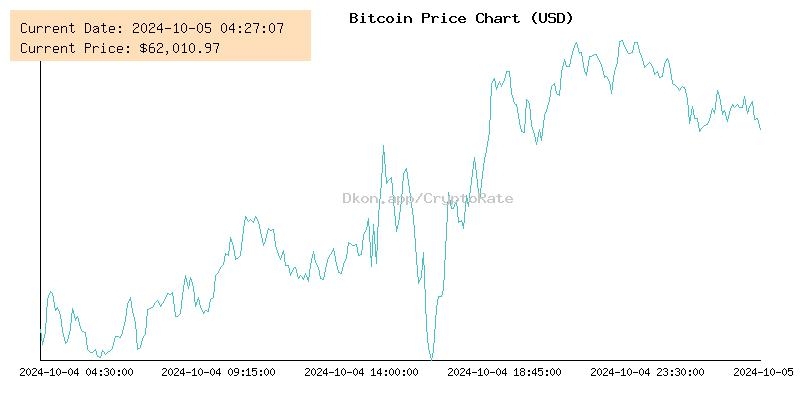 Bitcoin Price Chart (USD)
Current Date: 2024-10-05 04:27:07
Current Price: $62,010.97
Dkon.app/CryptoRate
2024-10-04 04:30:00 2024-10-04 09:15:00 2024-10-04 14:00:00 2024-10-04 18:45:00 2024-10-04 23:30:00 2024-10-05